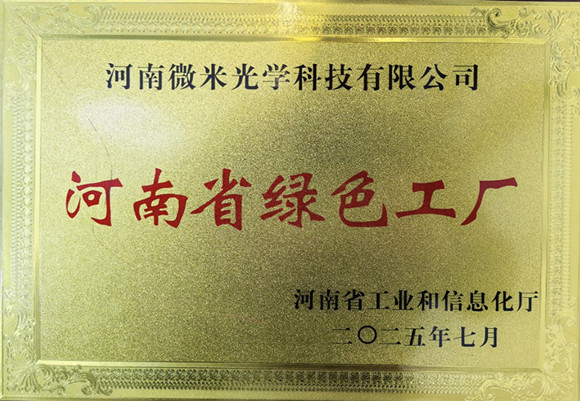 河南微米光学科技有限公司
河南省绿色工厂
河南省工业和信息化厅
二〇二五年七月